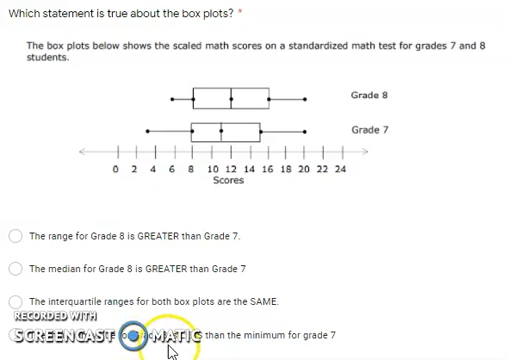 Which statement is true about the box plots? *
The box plots below shows the scaled math scores on a standardized math test for grades 7 and 8
students.
Grade 8
Grade 7
0 2 4 6 8 10 12 14 16 18 20 22 24
Scores
The range for Grade 8 is GREATER than Grade 7.
The median for Grade 8 is GREATER than Grade 7
The interquartile ranges for both box plots are the SAME.
RECORDED WITH
SCREENCAST MATIC
than the minimum for grade 7